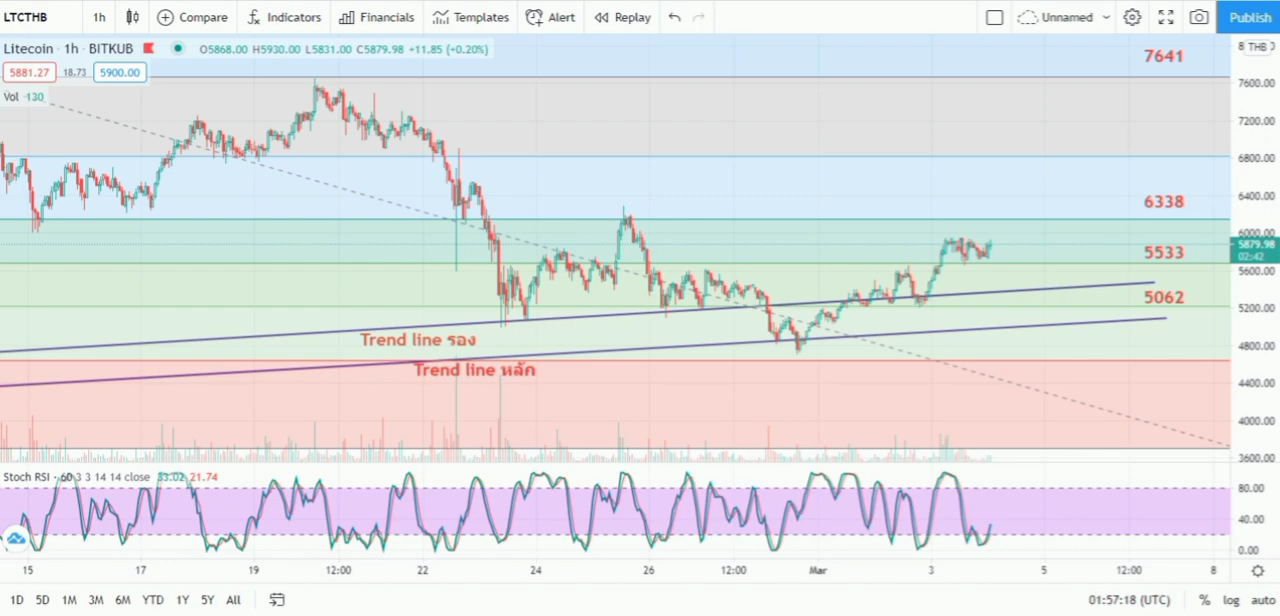 LTCTHB 1h Compare Indicators Financials Templates Alert Replay Unnamed Publish
Litecoin · 1h · BITKUB O5868.00 H5930.00 L5831.00 C5879.98 +11.85 (+0.20%)
5881.27 18.73 5900.00
Vol 130
THB
7641
7600.00
7200.00
6800.00
6400.00
6338
6000.00
5879.98
02:42
5533
5600.00
5062
5200.00
Trend line รอง
4800.00
Trend line หลัก
4400.00
4000.00
3600.00
Stoch RSI 60 3 3 14 14 close 33.02 21.74
80.00
40.00
0.00
15 17 19 12:00 22 24 26 12:00 Mar 3 5 12:00 8
1D 5D 1M 3M 6M YTD 1Y 5Y All 01:57:18 (UTC) % log auto